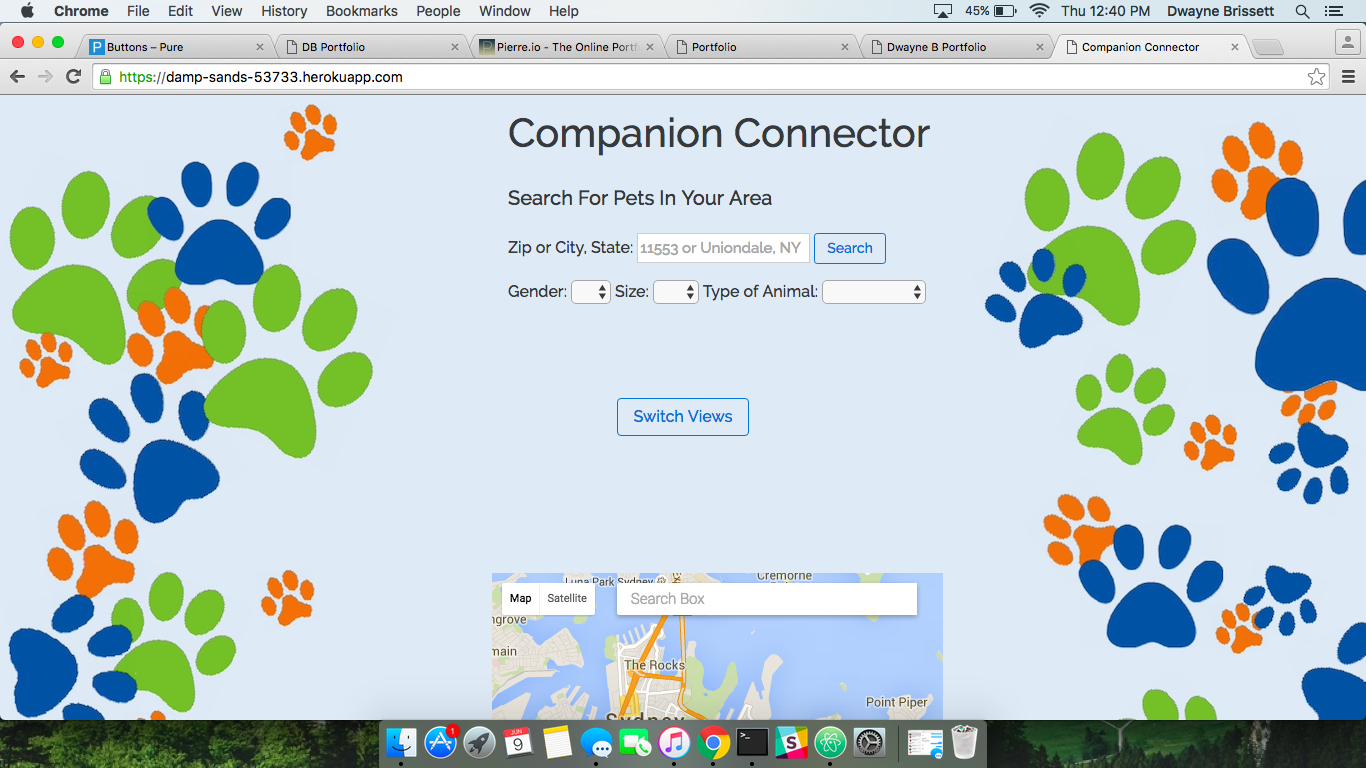 Chrome File Edit View History Bookmarks People Window Help 45% Thu 12:40 PM Dwayne Brissett
Buttons – Pure DB Portfolio Pierre.io - The Online Portf Portfolio Dwayne B Portfolio Companion Connector
https://damp-sands-53733.herokuapp.com
Companion Connector
Search For Pets In Your Area
Zip or City, State: 11553 or Uniondale, NY Search
Gender: Size: Type of Animal:
Switch Views
Luna Park Sydney Cremorne
Map Satellite Search Box
ngrove
main The Rocks
Point Piper
Sydney
1
JUN
9
>_
S